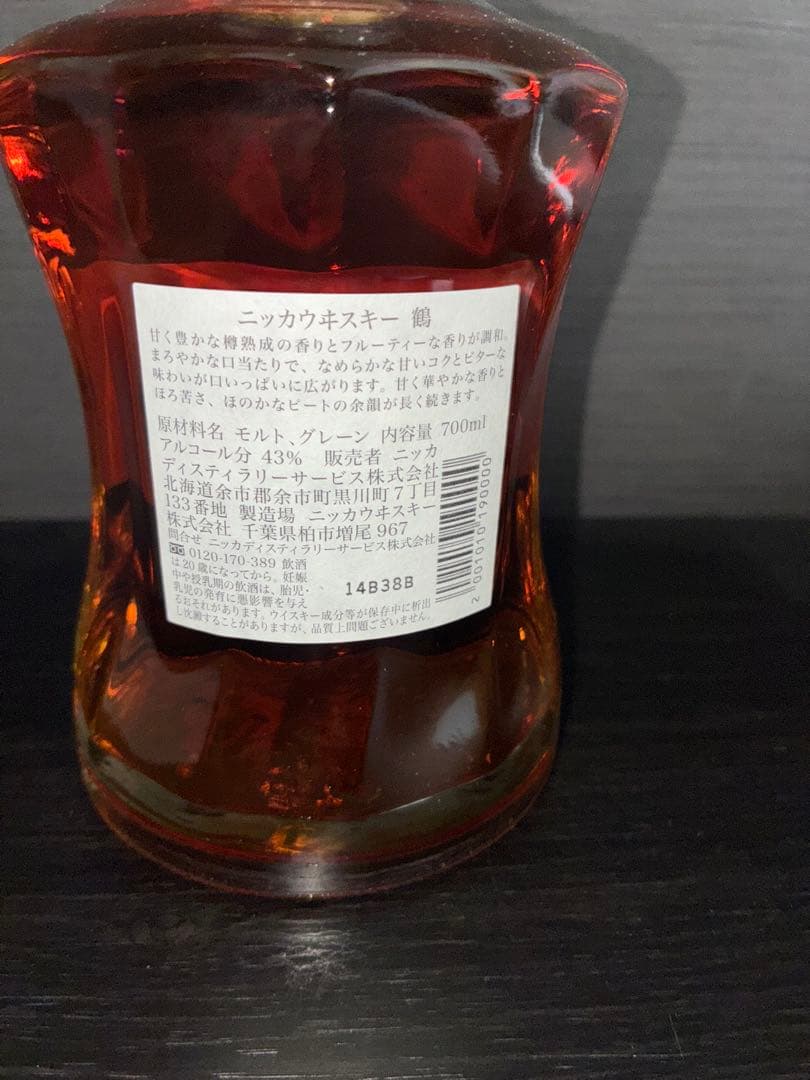 ニッカウヰスキー 鶴
甘く豊かな樽熟成の香りとフルーティーな香りが調和。
まろやかな口当たりで、なめらかな甘いコクとビターな
味わいが口いっぱいに広がります。甘く華やかな香りと
ほろ苦さ、ほのかなピートの余韻が長く続きます。
原材料名 モルト、グレーン 内容量 700ml
アルコール分 43% 販売者 ニッカ
ディスティラリーサービス株式会社
北海道余市郡余市町黒川町7丁目
133番地 製造場 ニッカウヰスキー
株式会社 千葉県柏市増尾967
問合せ ニッカディスティラリーサービス株式会社
0120-170-389 飲酒
は20歳になってから。妊娠
中や授乳期の飲酒は、胎児・
乳児の発育に悪影響を与え
るおそれがあります。ウイスキー成分等が保存中に析出
し沈澱することがありますが、品質上問題ございません。
14B38B
2 001010 190000